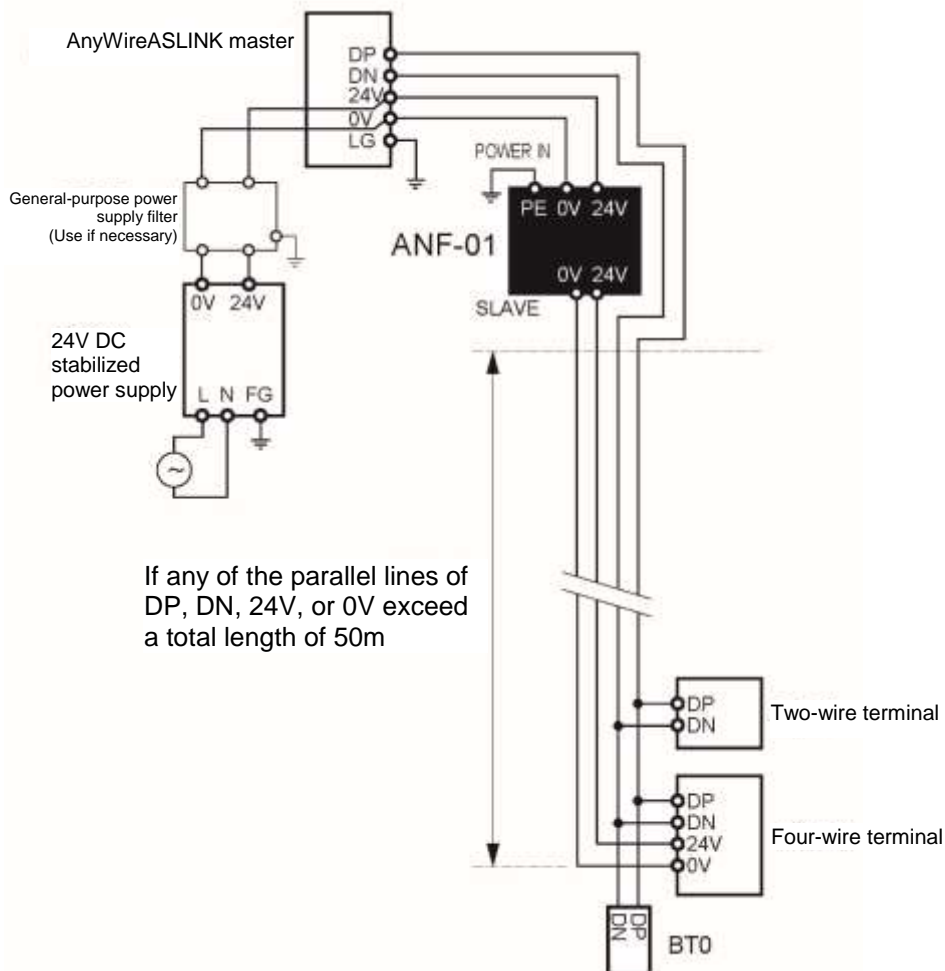 AnyWireASLINK master
DP
DN
24V
0V
LG
POWER IN
General-purpose power
supply filter
(Use if necessary)
PE 0V 24V
ANF-01
0V 24V
SLAVE
0V 24V
24V DC
stabilized
power supply
L N FG
~
If any of the parallel lines of
DP, DN, 24V, or 0V exceed
a total length of 50m
DP
DN
Two-wire terminal
DP
DN
24V
0V
Four-wire terminal
DN
DP
BT0